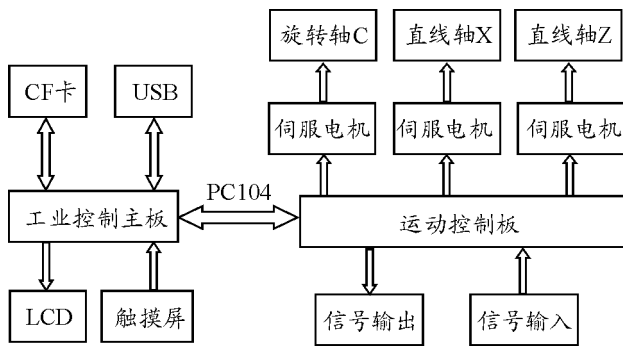 旋转轴C
直线轴X
直线轴Z
CF卡
USB
伺服电机
伺服电机
伺服电机
PC104
工业控制主板
运动控制板
LCD
触摸屏
信号输出
信号输入